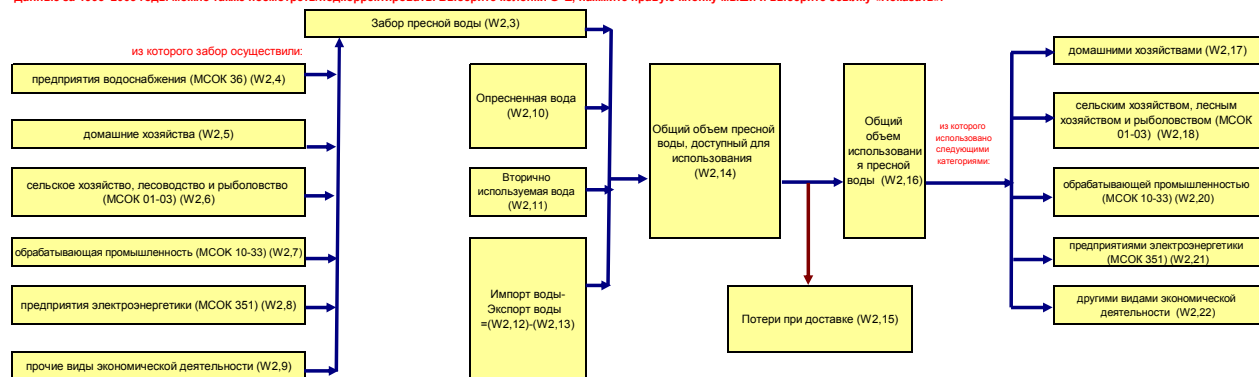 Забор пресной воды (W2,3)
из которого забор осуществили:
предприятия водоснабжения (МСОК 36) (W2,4)
домашние хозяйства (W2,5)
сельское хозяйство, лесоводство и рыболовство
(МСОК 01-03) (W2,6)
обрабатывающая промышленность (МСОК 10-33) (W2,7)
предприятия электроэнергетики (МСОК 351) (W2,8)
прочие виды экономической деятельности (W2,9)
Опресненная вода
(W2,10)
Вторично
используемая вода
(W2,11)
Импорт воды-
Экспорт воды
=(W2,12)-(W2,13)
Общий объем пресной
воды, доступный для
использования
(W2,14)
Потери при доставке (W2,15)
Общий
объем
использовани
я пресной
воды (W2,16)
из которого
использовано
следующими
категориями:
домашними хозяйствами (W2,17)
сельским хозяйством, лесным
хозяйством и рыболовством (МСОК
01-03) (W2,18)
обрабатывающей промышленностью
(МСОК 10-33) (W2,20)
предприятиями электроэнергетики
(МСОК 351) (W2,21)
другими видами экономической
деятельности (W2,22)